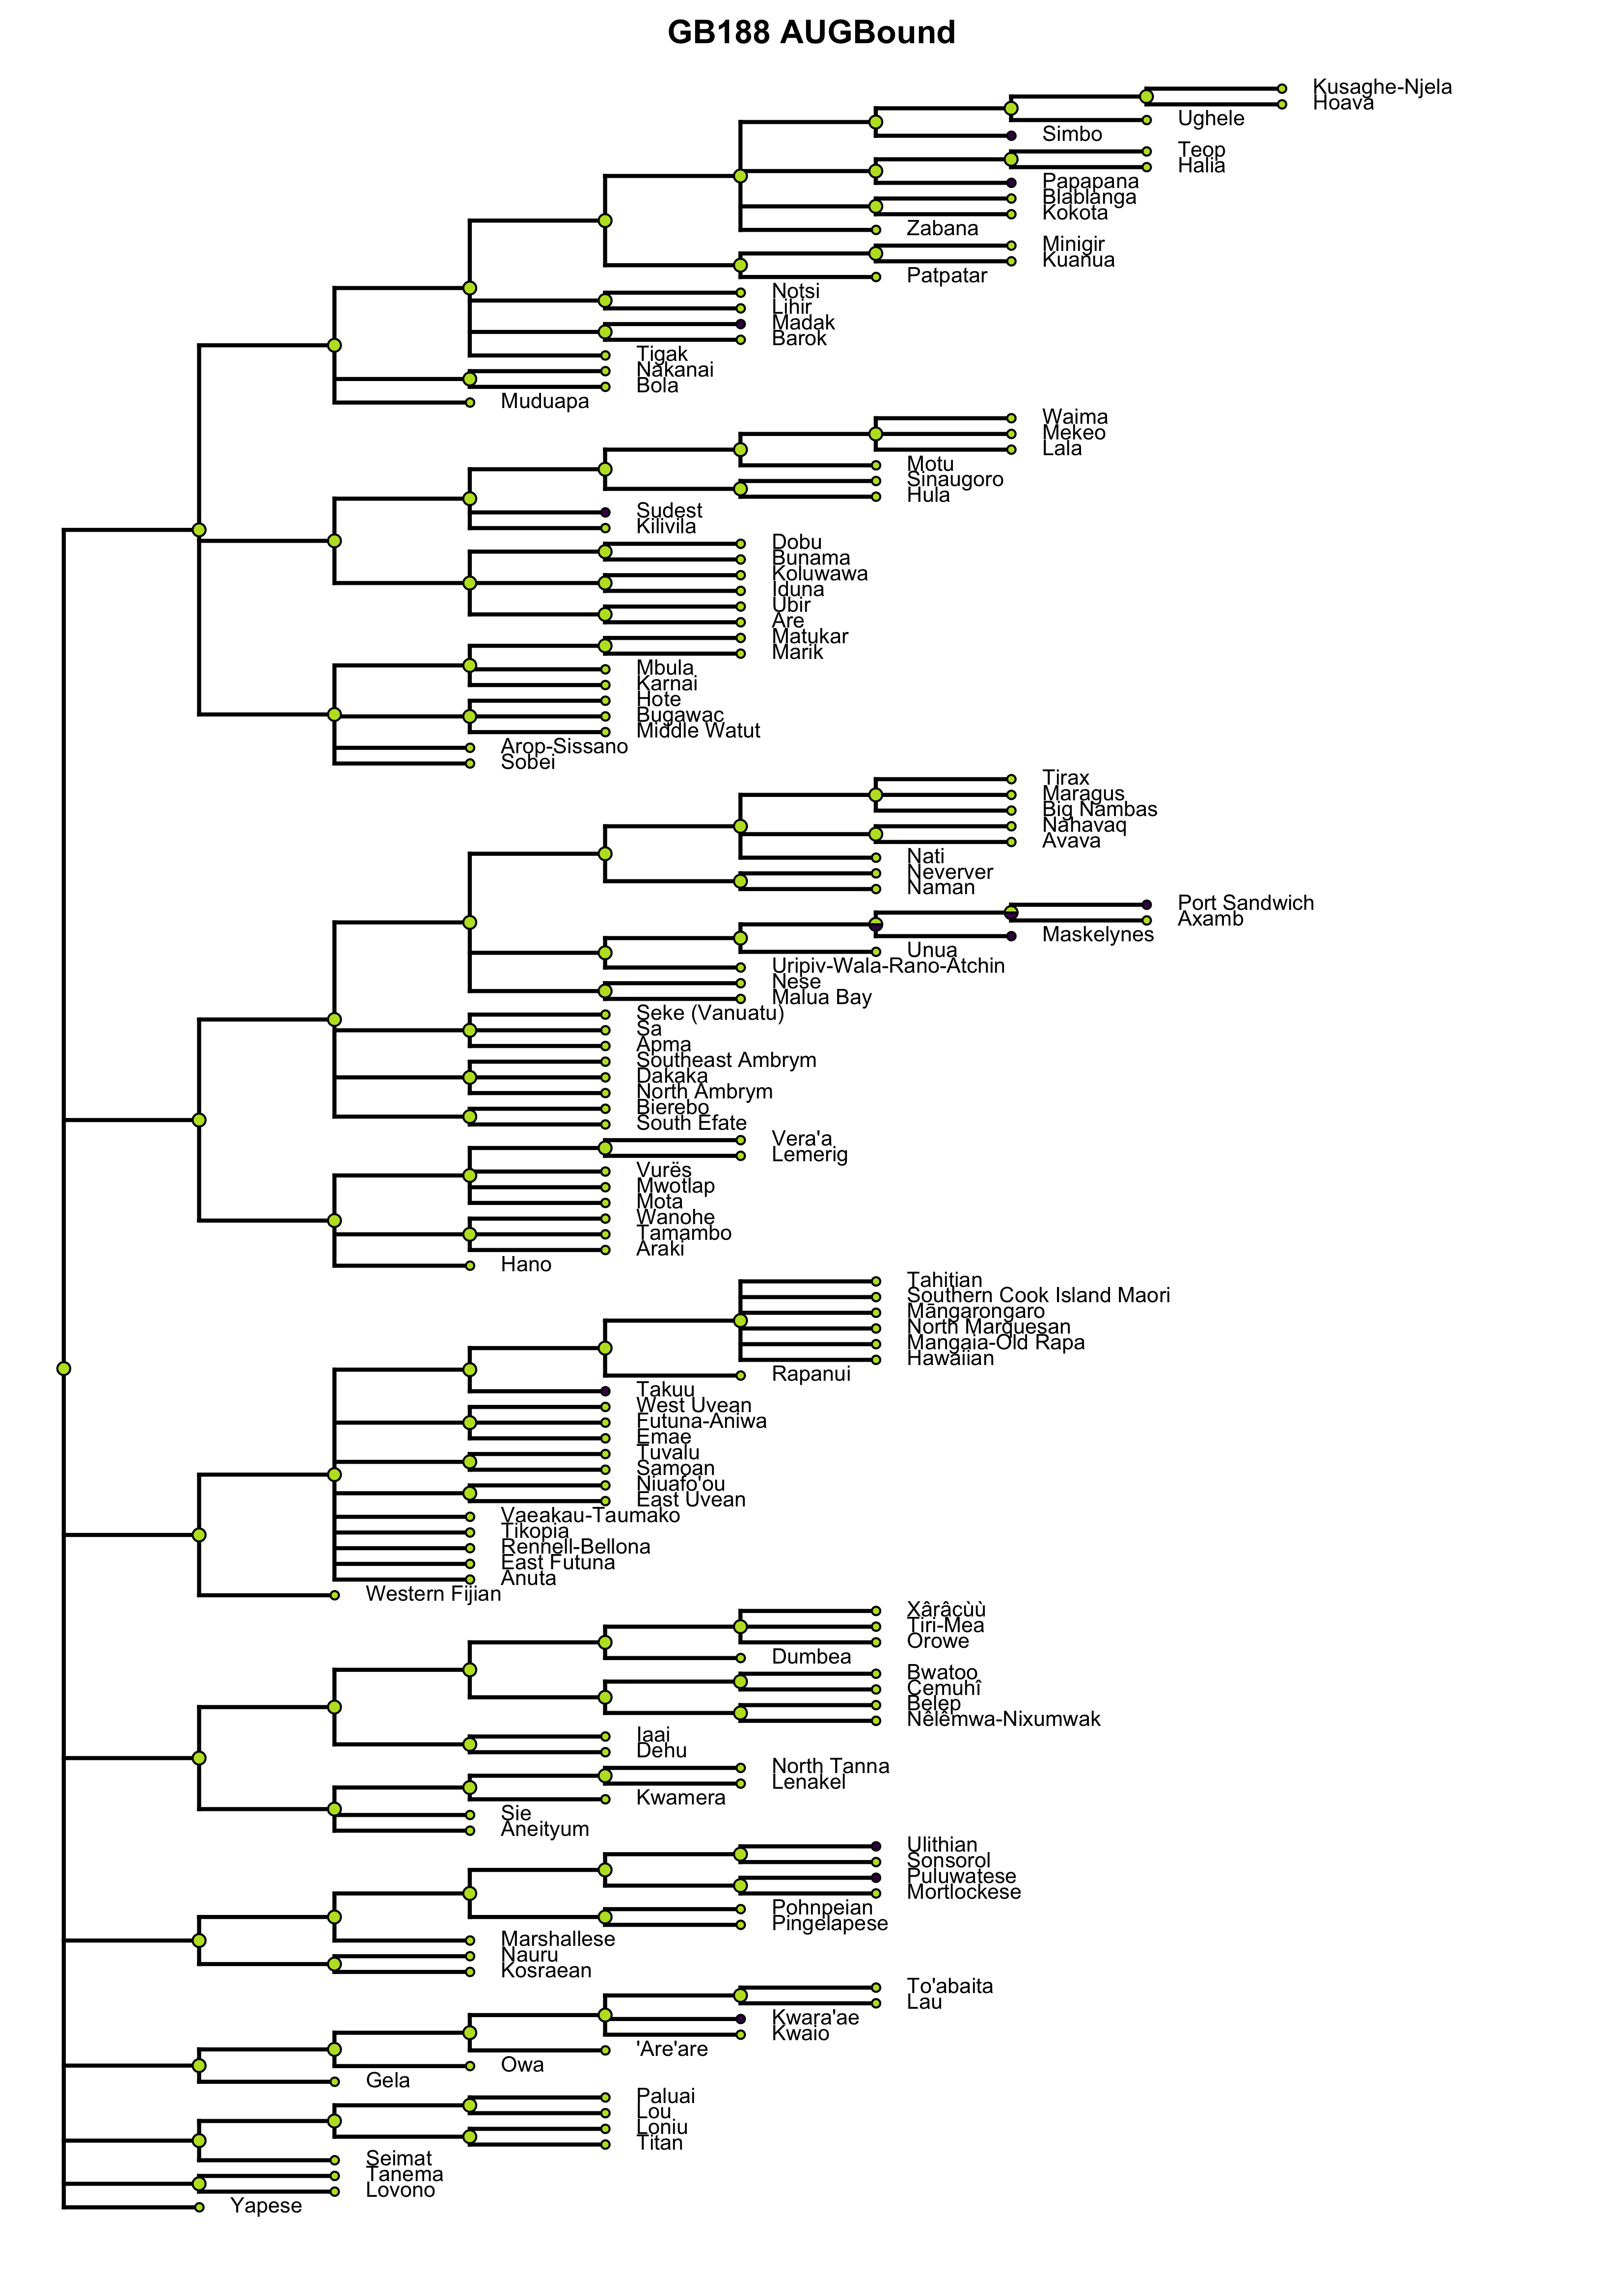 GB188 AUGBound
Kusaghe-Njela
Hoava
Ughele
Simbo
Teop
Halia
Papapana
Blablanga
Kokota
Zabana
Minigir
Kuanua
Patpatar
Notsi
Lihir
Madak
Barok
Tigak
Nakanai
Bola
Muduapa
Waima
Mekeo
Lala
Motu
Sinaugoro
Hula
Sudest
Kilivila
Dobu
Bunama
Koluwawa
Iduna
Ubir
Are
Matukar
Marik
Mbula
Karnai
Hote
Bugawac
Middle Watut
Arop-Sissano
Sobei
Tirax
Maragus
Big Nambas
Nahavaq
Avava
Nati
Neverver
Naman
Port Sandwich
Axamb
Maskelynes
Unua
Uripiv-Wala-Rano-Atchin
Nese
Malua Bay
Seke (Vanuatu)
Sa
Apma
Southeast Ambrym
Dakaka
North Ambrym
Bierebo
South Efate
Vera'a
Lemerig
Vurës
Mwotlap
Mota
Wanohe
Tamambo
Araki
Hano
Tahitian
Southern Cook Island Maori
Mangarongaro
North Marquesan
Mangaia-Old Rapa
Hawaiian
Rapanui
Takuu
West Uvean
Futuna-Aniwa
Emae
Tuvalu
Samoan
Niuafo'ou
East Uvean
Vaeakau-Taumako
Tikopia
Rennell-Bellona
East Futuna
Anuta
Western Fijian
Xârâcùù
Tiri-Mea
Orowe
Dumbea
Bwatoo
Cemuhî
Belep
Nêlêmwa-Nixumwak
Iaai
Dehu
North Tanna
Lenakel
Kwamera
Sie
Aneityum
Ulithian
Sonsorol
Puluwatese
Mortlockese
Pohnpeian
Pingelapese
Marshallese
Nauru
Kosraean
To'abaita
Lau
Kwara'ae
Kwaio
'Are'are
Owa
Gela
Paluai
Lou
Loniu
Titan
Seimat
Tanema
Lovono
Yapese